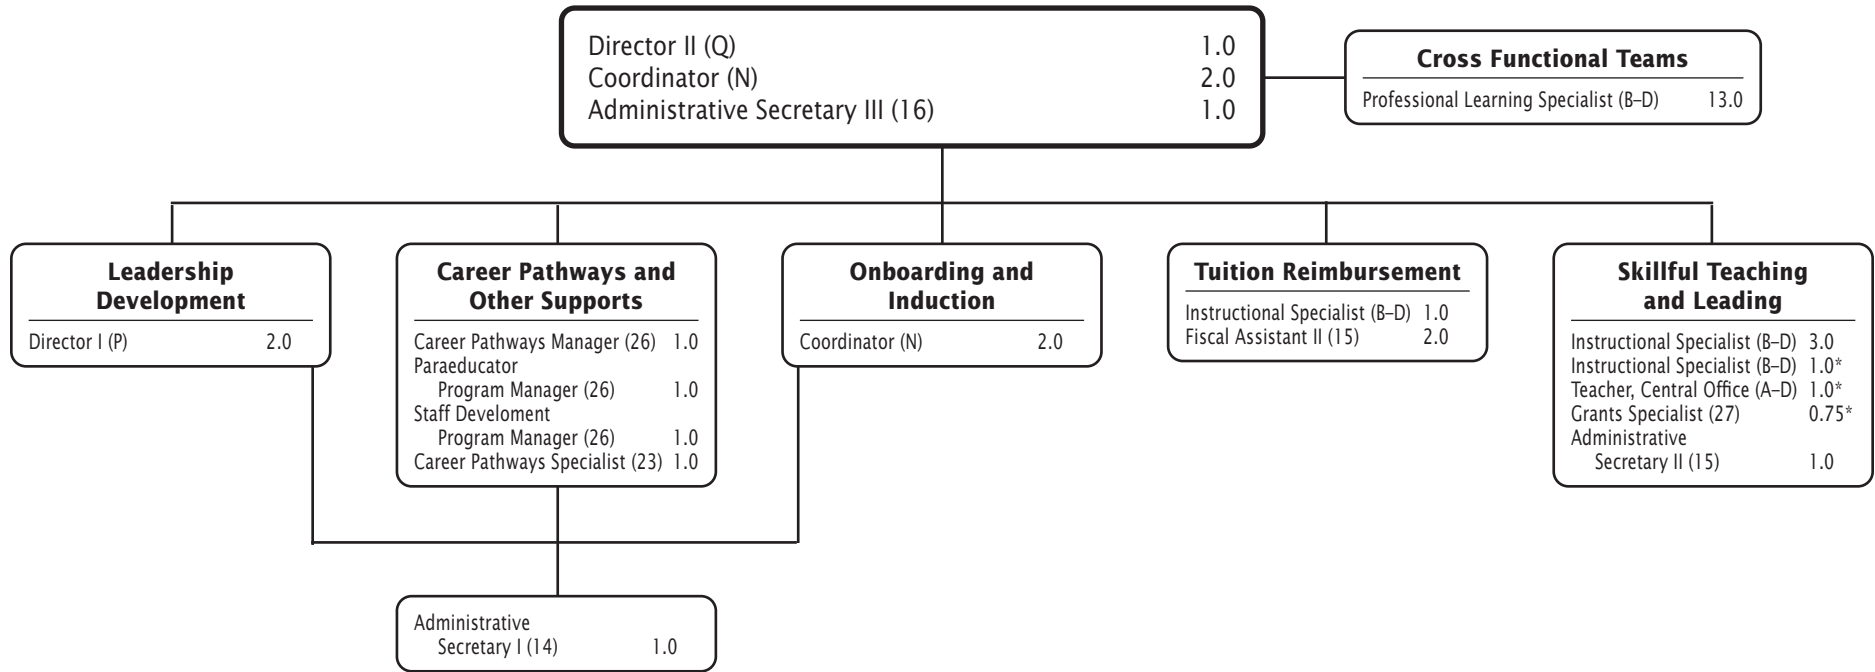 Director II (Q) 1.0
Coordinator (N) 2.0
Administrative Secretary III (16) 1.0
Cross Functional Teams
Professional Learning Specialist (B–D) 13.0
Leadership
Development
Director I (P) 2.0
Career Pathways and
Other Supports
Career Pathways Manager (26) 1.0
Paraeducator
Program Manager (26) 1.0
Staff Develoment
Program Manager (26) 1.0
Career Pathways Specialist (23) 1.0
Onboarding and
Induction
Coordinator (N) 2.0
Tuition Reimbursement
Instructional Specialist (B–D) 1.0
Fiscal Assistant II (15) 2.0
Skillful Teaching
and Leading
Instructional Specialist (B–D) 3.0
Instructional Specialist (B–D) 1.0*
Teacher, Central Office (A–D) 1.0*
Grants Specialist (27) 0.75*
Administrative
Secretary II (15) 1.0
Administrative
Secretary I (14) 1.0